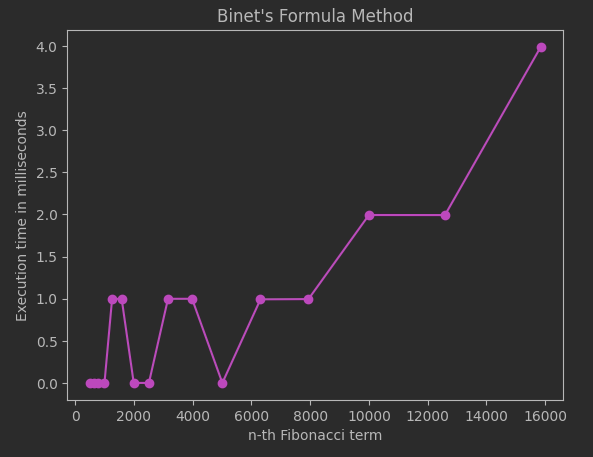 Binet's Formula Method
Execution time in milliseconds
4.0
3.5
3.0
2.5
2.0
1.5
1.0
0.5
0.0
0 2000 4000 6000 8000 10000 12000 14000 16000
n-th Fibonacci term